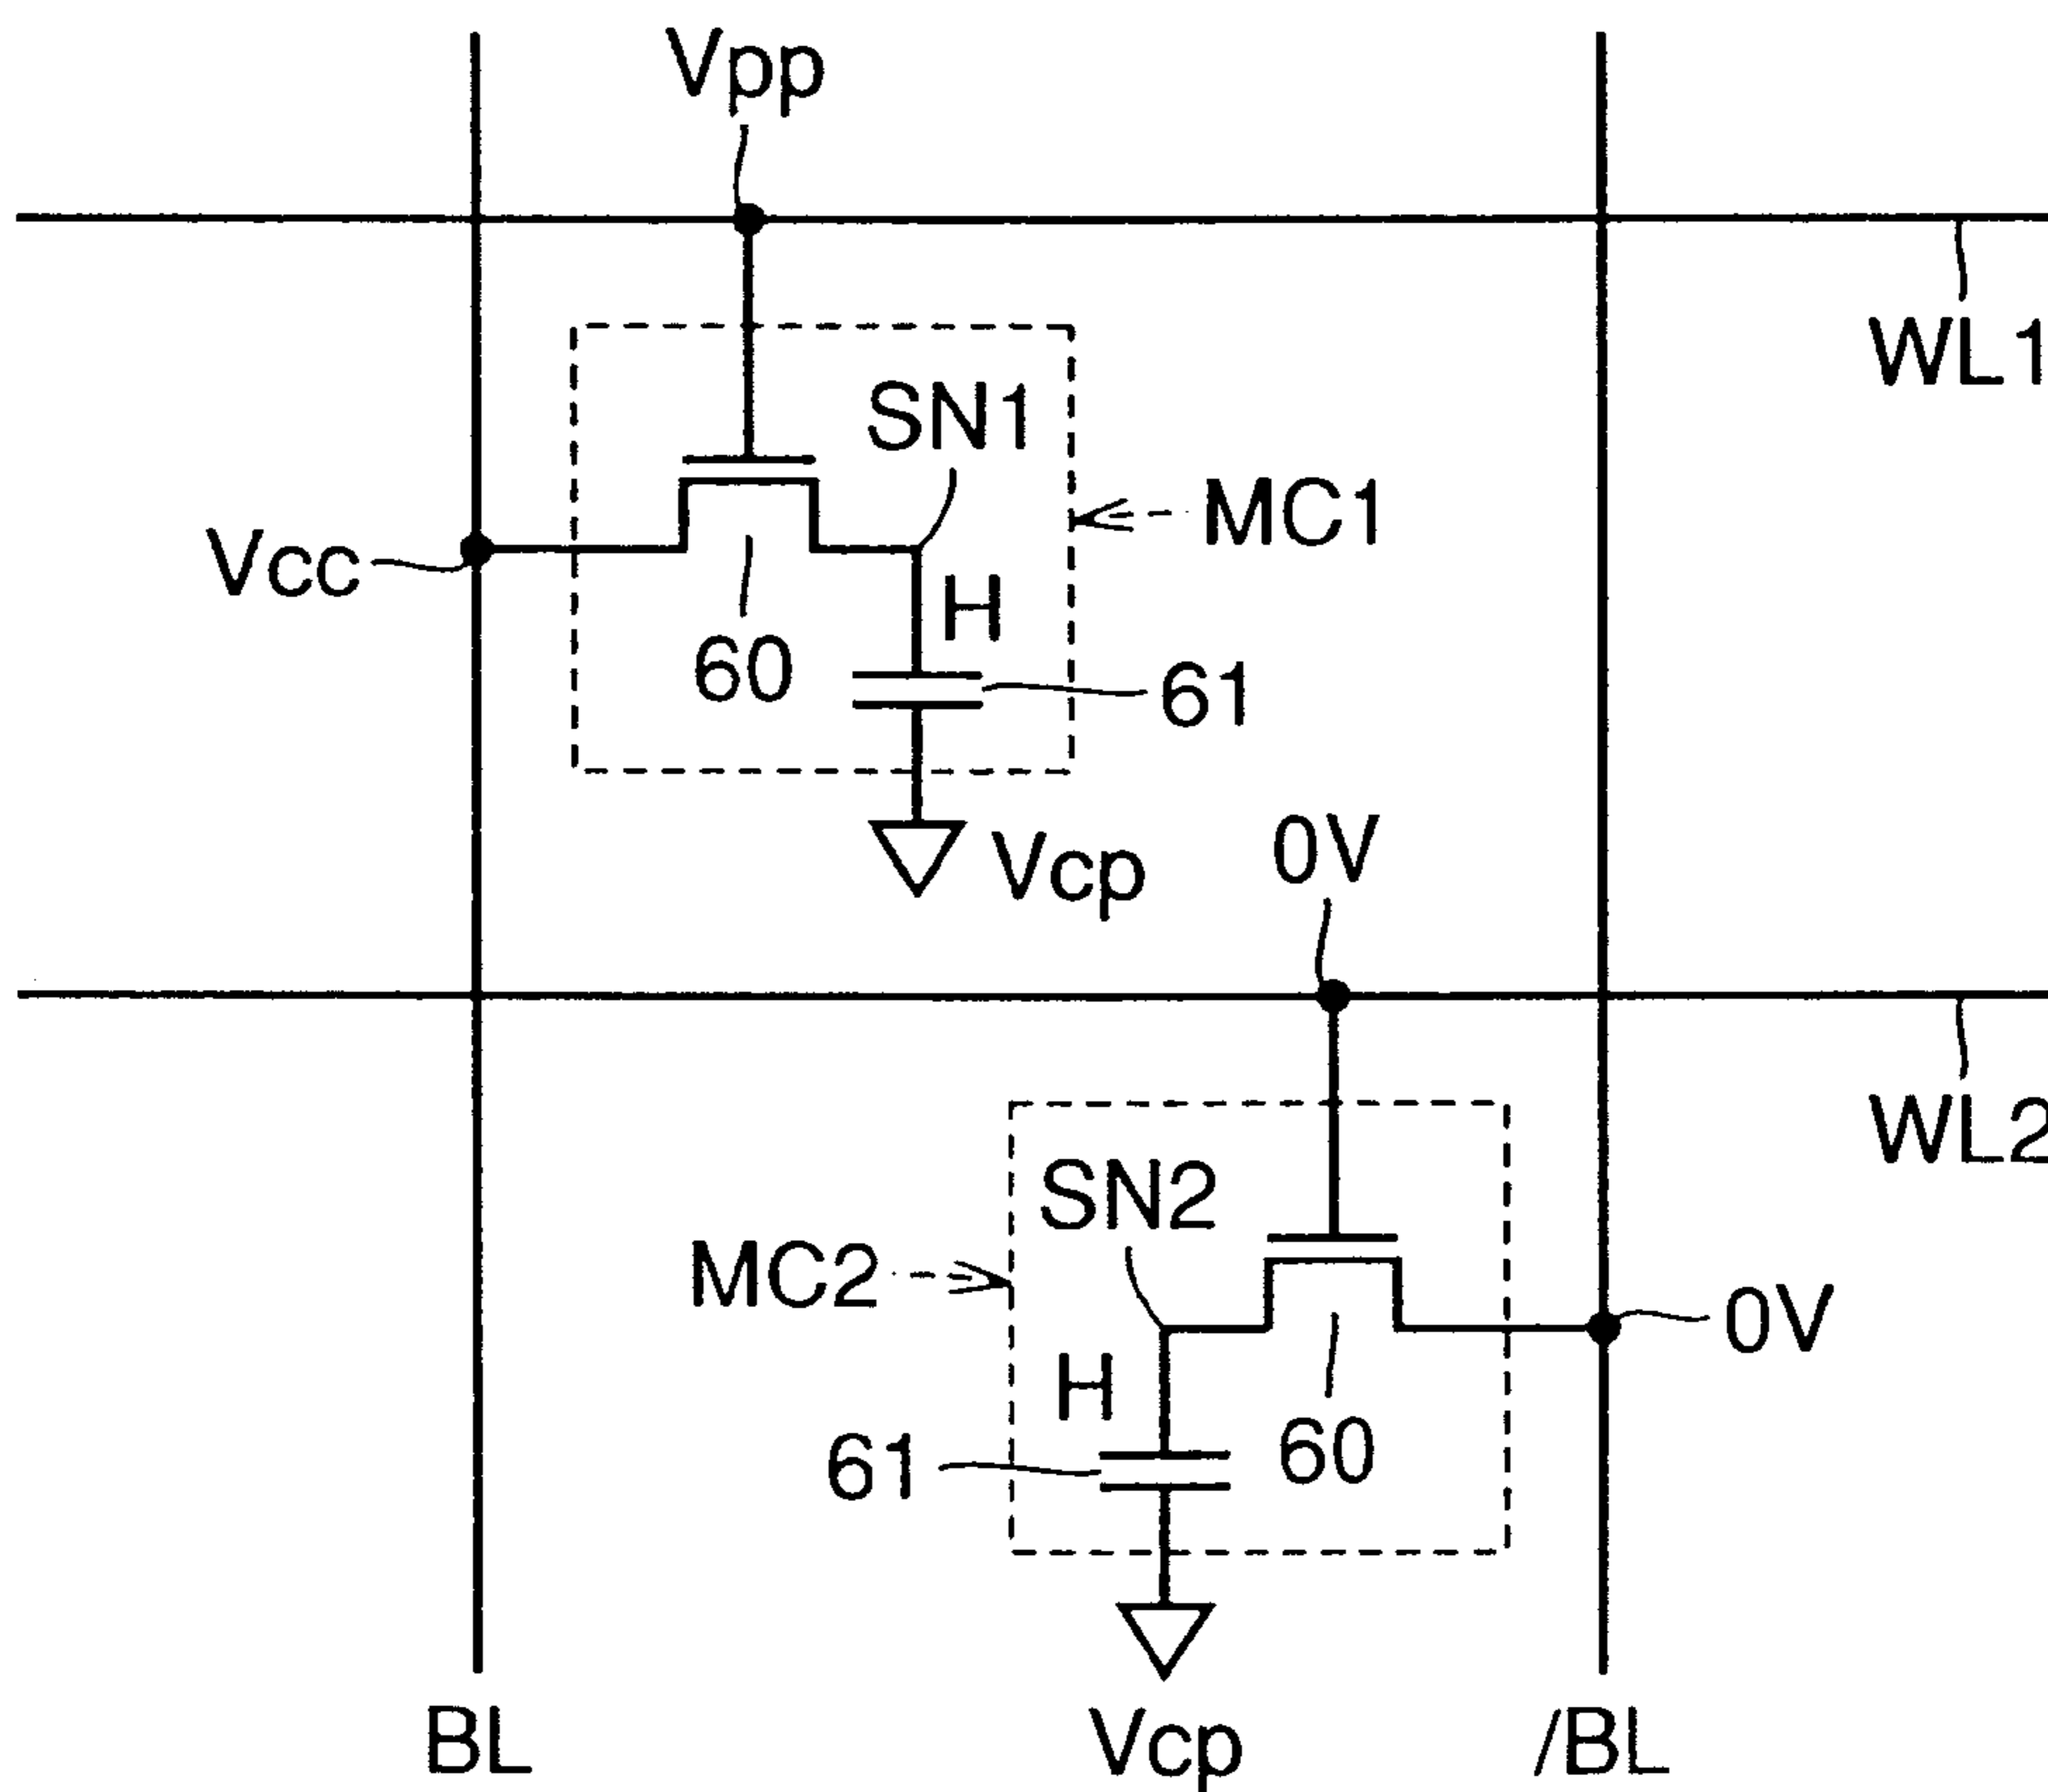 Vpp
WL1
SN1
MC1
Vcc
H
60
61
Vcp
0V
WL2
SN2
MC2
0V
H
60
61
Vcp
BL
/BL